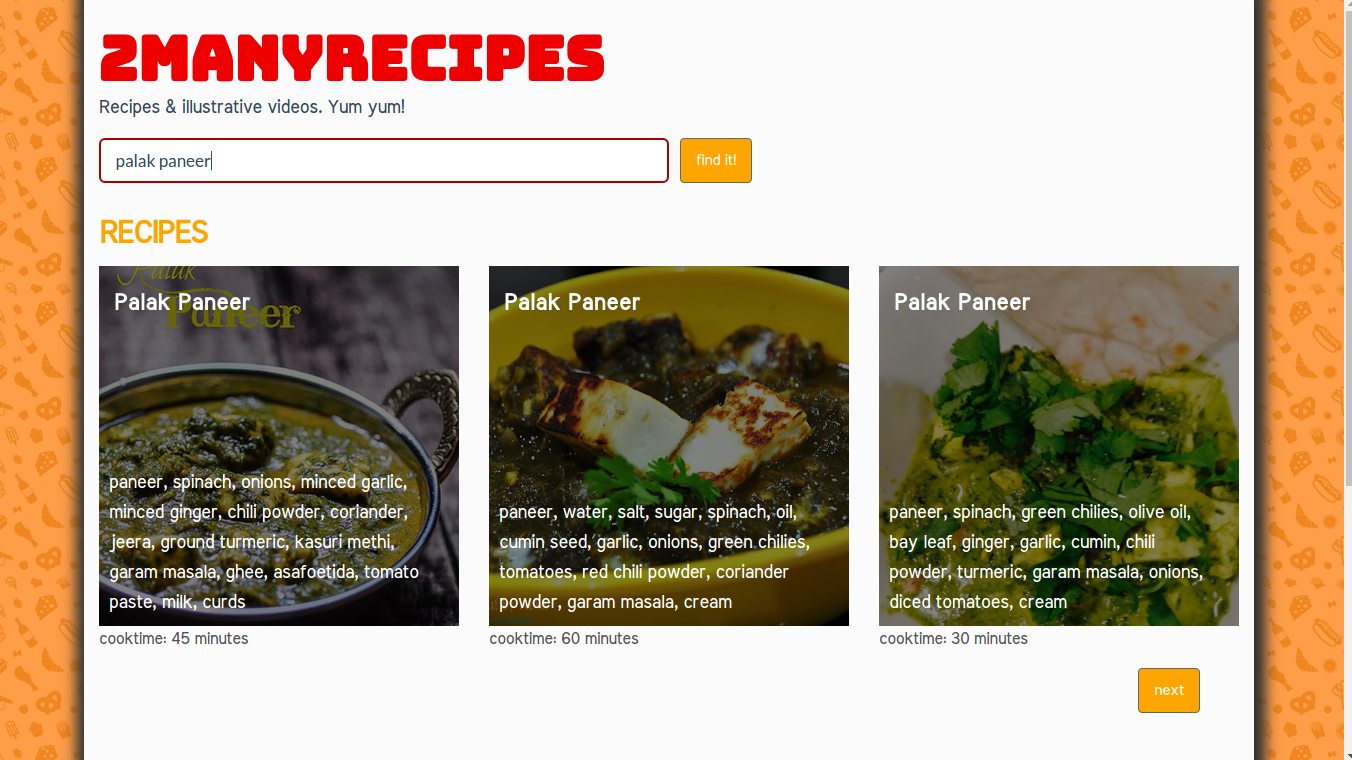 2MANYRECIPES
Recipes & illustrative videos. Yum yum!
palak paneer
find it!
RECIPES
Palak
Paneer
Palak Paneer
paneer, spinach, onions, minced garlic,
minced ginger, chili powder, coriander,
jeera, ground turmeric, kasuri methi,
garam masala, ghee, asafoetida, tomato
paste, milk, curds
cooktime: 45 minutes
Palak Paneer
paneer, water, salt, sugar, spinach, oil,
cumin seed, garlic, onions, green chilies,
tomatoes, red chili powder, coriander
powder, garam masala, cream
cooktime: 60 minutes
Palak Paneer
paneer, spinach, green chilies, olive oil,
bay leaf, ginger, garlic, cumin, chili
powder, turmeric, garam masala, onions,
diced tomatoes, cream
cooktime: 30 minutes
next